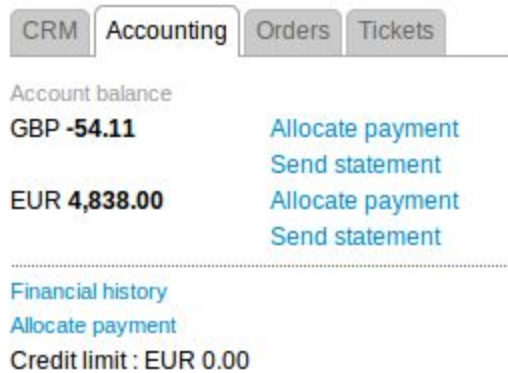 CRM Accounting Orders Tickets
Account balance
GBP -54.11 Allocate payment
Send statement
EUR 4,838.00 Allocate payment
Send statement
Financial history
Allocate payment
Credit limit : EUR 0.00